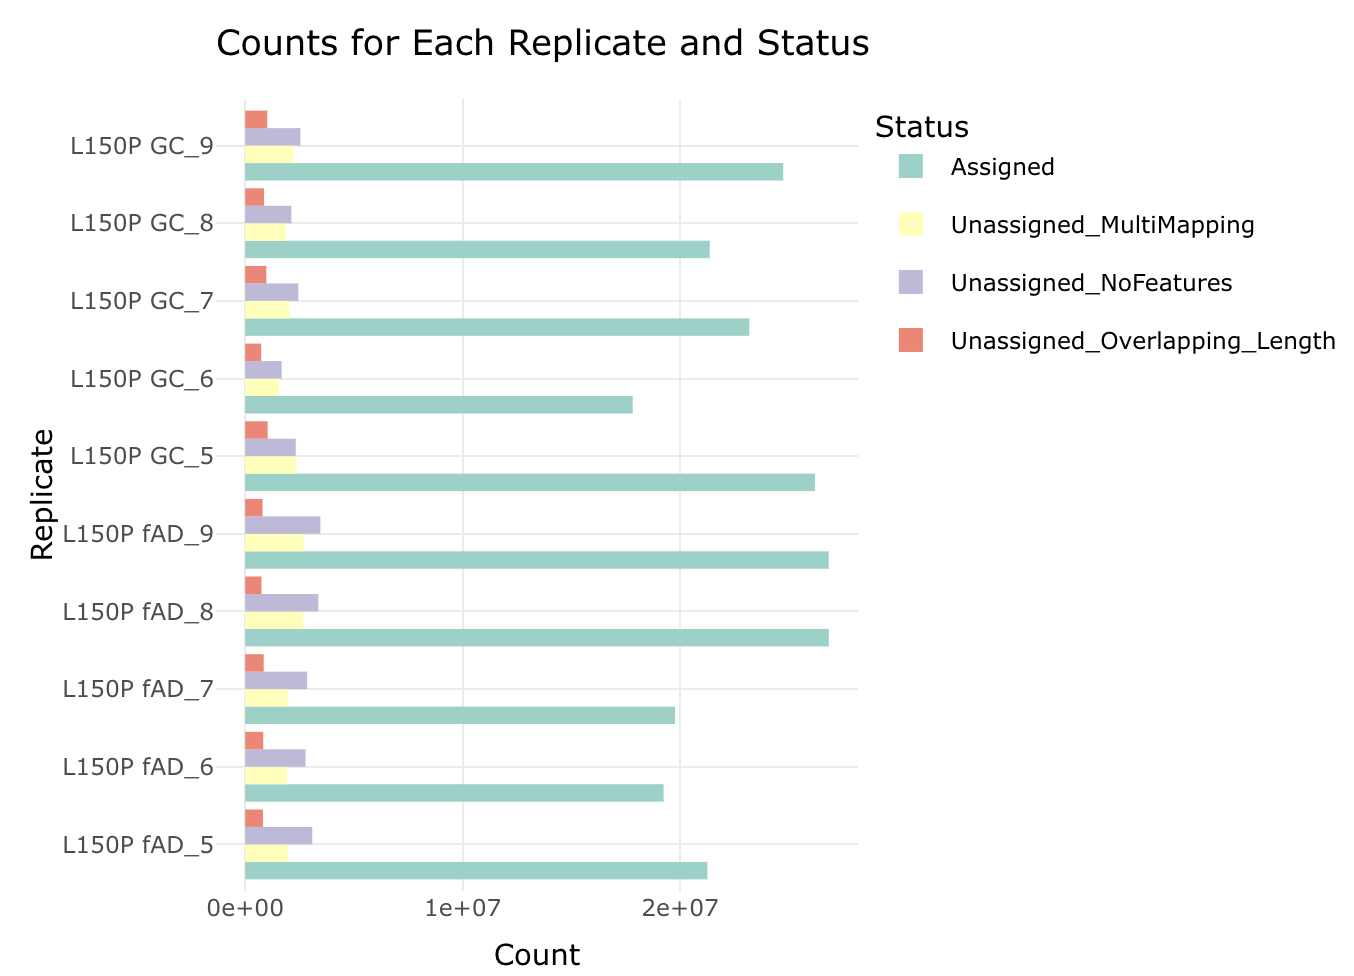 Counts for Each Replicate and Status
Replicate
L150P GC_9
L150P GC_8
L150P GC_7
L150P GC_6
L150P GC_5
L150P fAD_9
L150P fAD_8
L150P fAD_7
L150P fAD_6
L150P fAD_5
0e+00 1e+07 2e+07
Count
Status
Assigned
Unassigned_MultiMapping
Unassigned_NoFeatures
Unassigned_Overlapping_Length